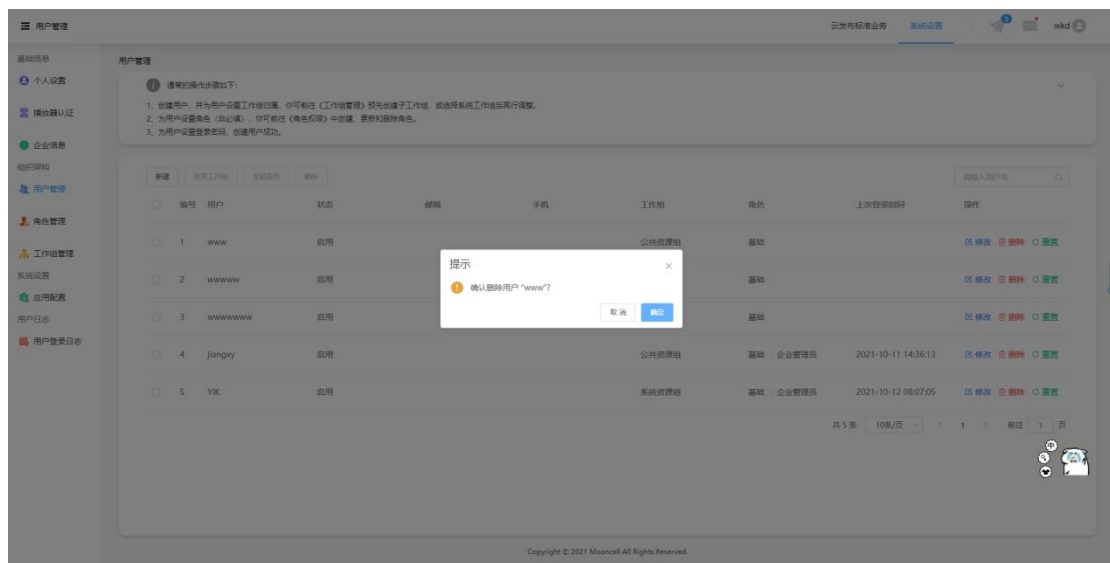 用户管理
云发布标准业务 系统设置 wkd
基础信息
个人设置
播放器认证
企业信息
组织架构
用户管理
角色管理
工作组管理
系统设置
应用配置
用户日志
用户登录日志
用户管理
通常的操作步骤如下:
1、创建用户,并为用户设置工作组归属,你可前往《工作组管理》预先创建子工作组,或选择系统工作组后再行调整。
2、为用户设置角色(非必填),你可前往《角色权限》中创建、更新和删除角色。
3、为用户设置登录密码,创建用户成功。
新建 变更工作组 变更角色 删除 请输入用户名
编号 用户 状态 邮箱 手机 工作组 角色 上次登录时间 操作
1 www 启用 公共资源组 基础 修改 删除 重置
2 wwwww 启用 基础 修改 删除 重置
3 wwwwwww 启用 基础 修改 删除 重置
4 jiangxy 启用 公共资源组 基础 企业管理员 2021-10-11 14:36:13 修改 删除 重置
5 YIK 启用 系统资源组 基础 企业管理员 2021-10-12 08:07:05 修改 删除 重置
提示
确认删除用户 "www"?
取消 确定
共 5 条 10条/页 1 前往 1 页
中
Copyright © 2021 Mooncell All Rights Reserved.